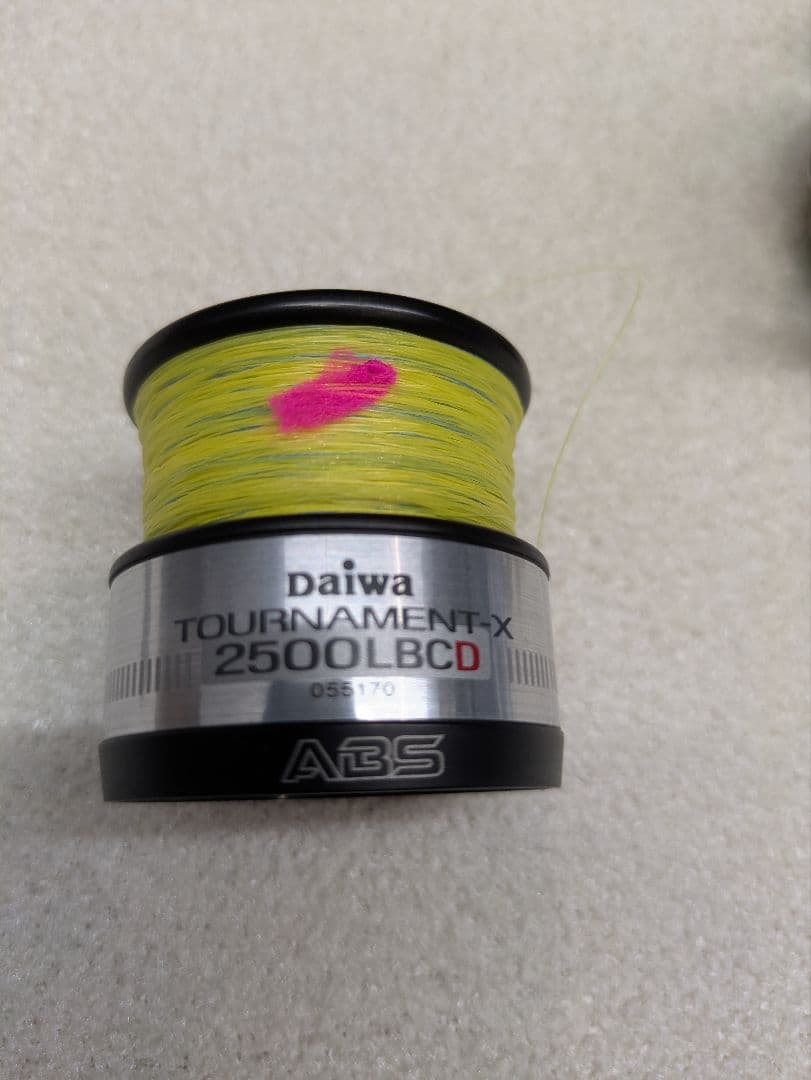 Daiwa
TOURNAMENT-X
2500LBCD
055170
ABS